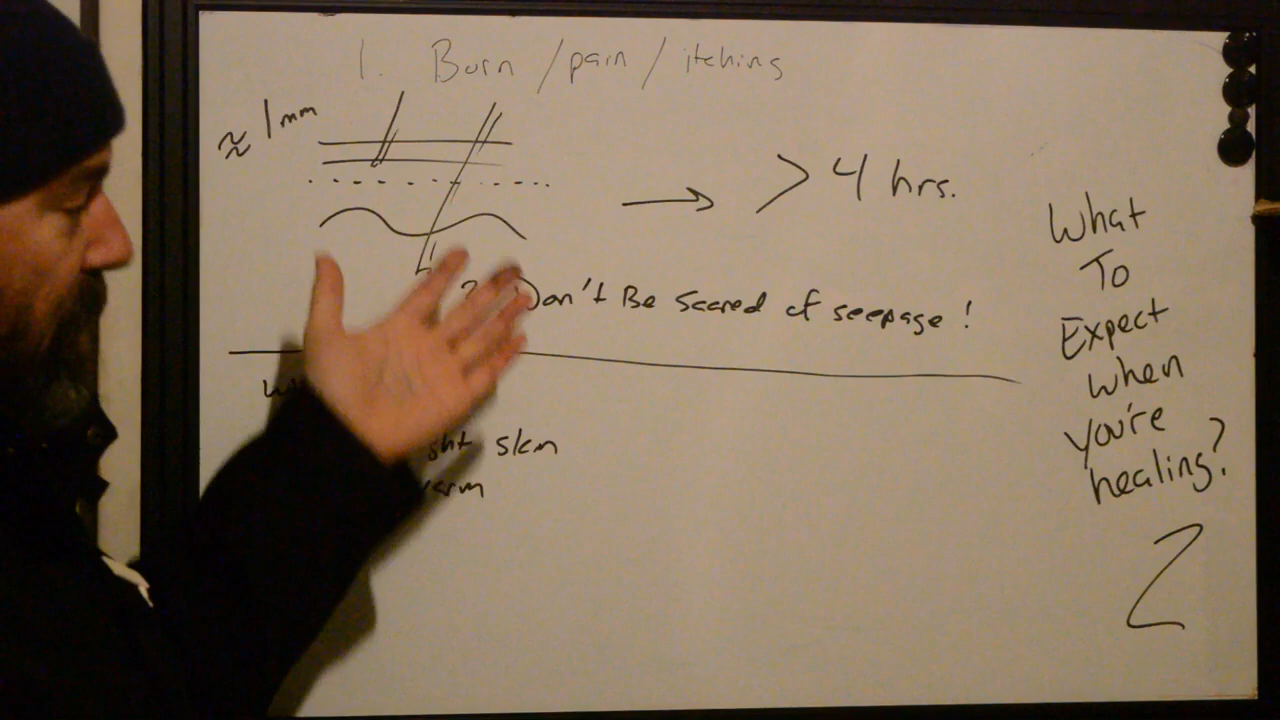 1. Burn / pain / itching
≈ 1mm
→ > 4 hrs.
Don't Be Scared of seepage !
skin
What
To
Expect
when
you're
healing?
2